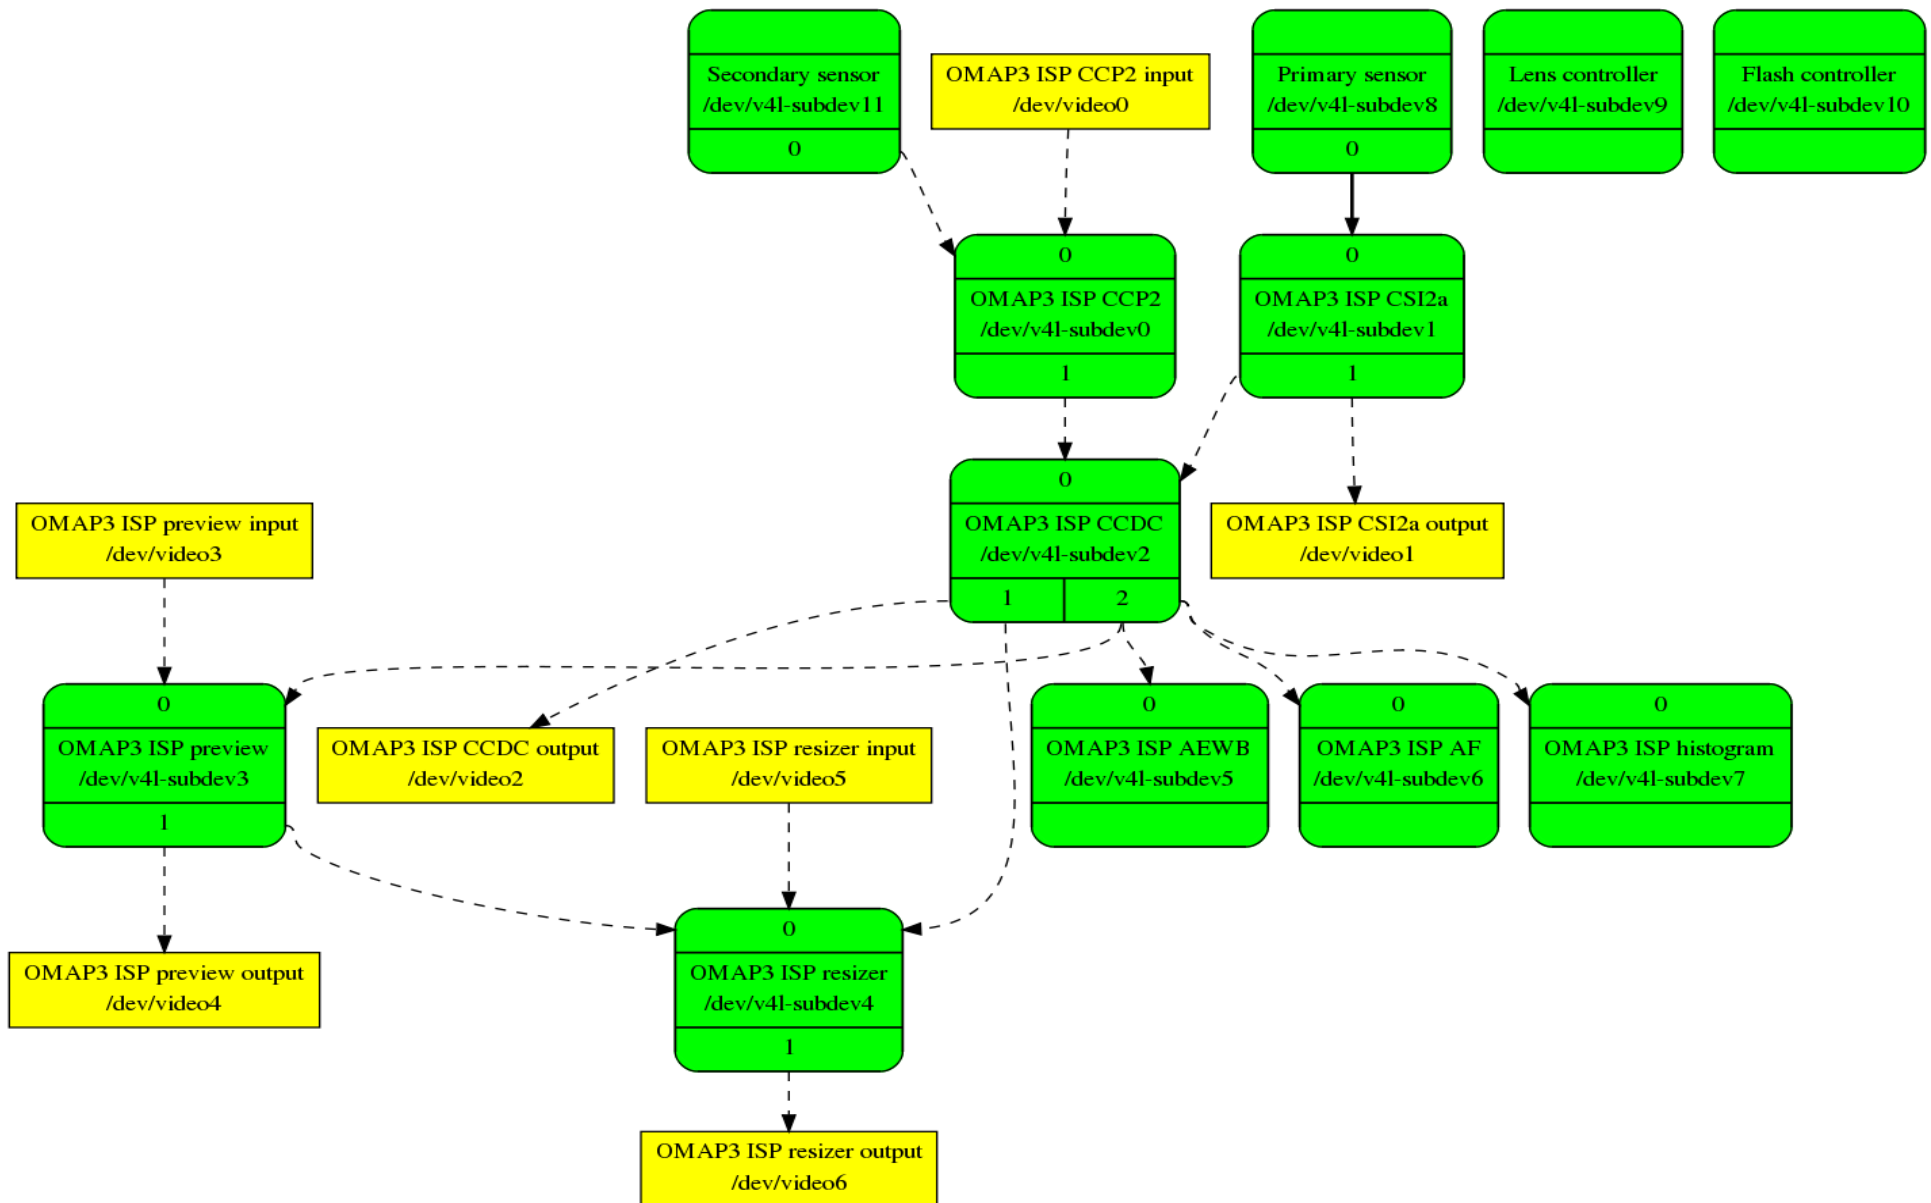 Secondary sensor
/dev/v4l-subdev11
0
OMAP3 ISP CCP2 input
/dev/video0
Primary sensor
/dev/v4l-subdev8
0
Lens controller
/dev/v4l-subdev9
Flash controller
/dev/v4l-subdev10
0
OMAP3 ISP CCP2
/dev/v4l-subdev0
1
0
OMAP3 ISP CSI2a
/dev/v4l-subdev1
1
OMAP3 ISP preview input
/dev/video3
0
OMAP3 ISP CCDC
/dev/v4l-subdev2
1 2
OMAP3 ISP CSI2a output
/dev/video1
0
OMAP3 ISP preview
/dev/v4l-subdev3
1
OMAP3 ISP CCDC output
/dev/video2
OMAP3 ISP resizer input
/dev/video5
0
OMAP3 ISP AEWB
/dev/v4l-subdev5
0
OMAP3 ISP AF
/dev/v4l-subdev6
0
OMAP3 ISP histogram
/dev/v4l-subdev7
OMAP3 ISP preview output
/dev/video4
0
OMAP3 ISP resizer
/dev/v4l-subdev4
1
OMAP3 ISP resizer output
/dev/video6